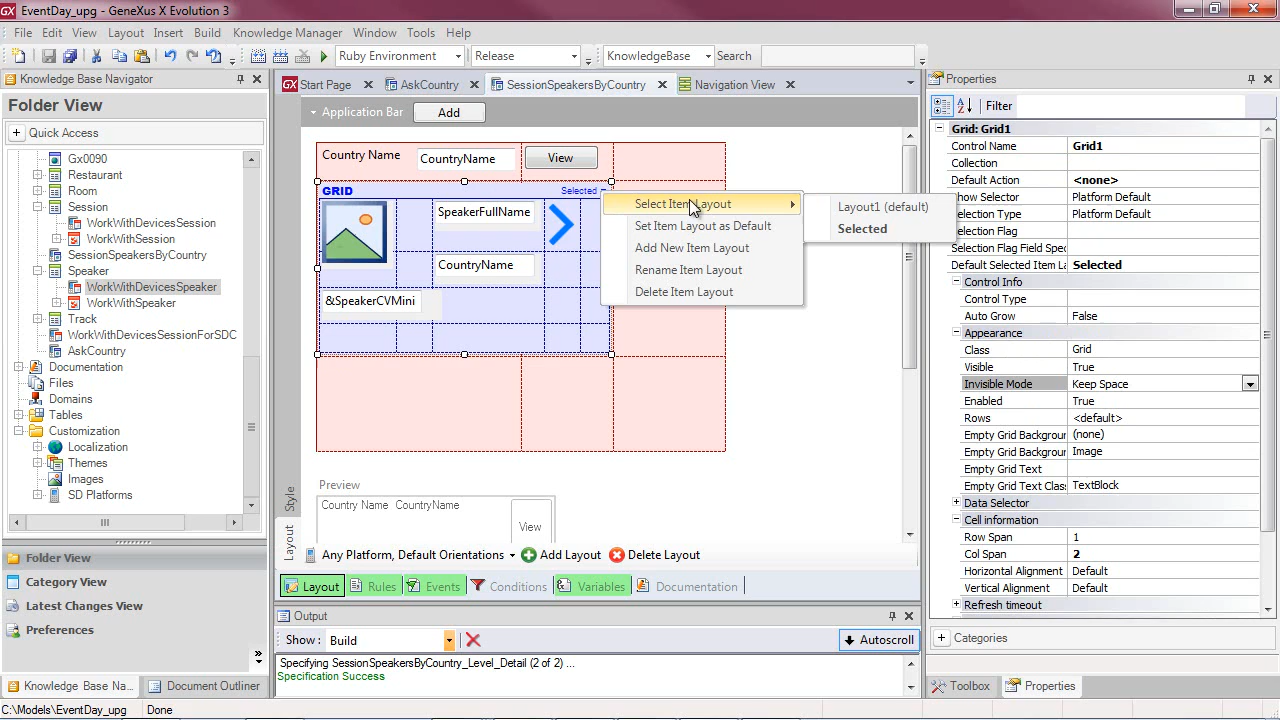 EventDay_upg - GeneXus X Evolution 3
File Edit View Layout Insert Build Knowledge Manager Window Tools Help
Ruby Environment Release KnowledgeBase Search
Knowledge Base Navigator
Folder View
Quick Access
Gx0090
Restaurant
Room
Session
WorkWithDevicesSession
WorkWithSession
SessionSpeakersByCountry
Speaker
WorkWithDevicesSpeaker
WorkWithSpeaker
Track
WorkWithDevicesSessionForSDC
AskCountry
Documentation
Files
Domains
Tables
Customization
Localization
Themes
Images
SD Platforms
Folder View
Category View
Latest Changes View
Preferences
Knowledge Base Na... Document Outliner
Start Page AskCountry SessionSpeakersByCountry Navigation View
Application Bar Add
Country Name CountryName View
GRID Selected
SpeakerFullName
CountryName
&SpeakerCVMini
Select Item Layout
Set Item Layout as Default
Add New Item Layout
Rename Item Layout
Delete Item Layout
Layout1 (default)
Selected
Preview
Country Name CountryName
View
Style
Layout
Any Platform, Default Orientations Add Layout Delete Layout
Layout Rules Events Conditions Variables Documentation
Output
Show : Build Autoscroll
Specifying SessionSpeakersByCountry_Level_Detail (2 of 2) ...
Specification Success
Properties
Filter
Grid: Grid1
Control Name Grid1
Collection
Default Action <none>
Show Selector Platform Default
Selection Type Platform Default
Selection Flag
Selection Flag Field Spec
Default Selected Item La Selected
Control Info
Control Type
Auto Grow False
Appearance
Class Grid
Visible True
Invisible Mode Keep Space
Enabled True
Rows <default>
Empty Grid Backgroun (none)
Empty Grid Backgroun Image
Empty Grid Text
Empty Grid Text Class TextBlock
Data Selector
Cell information
Row Span 1
Col Span 2
Horizontal Alignment Default
Vertical Alignment Default
Refresh timeout
Categories
Toolbox Properties
C:\Models\EventDay_upg Done